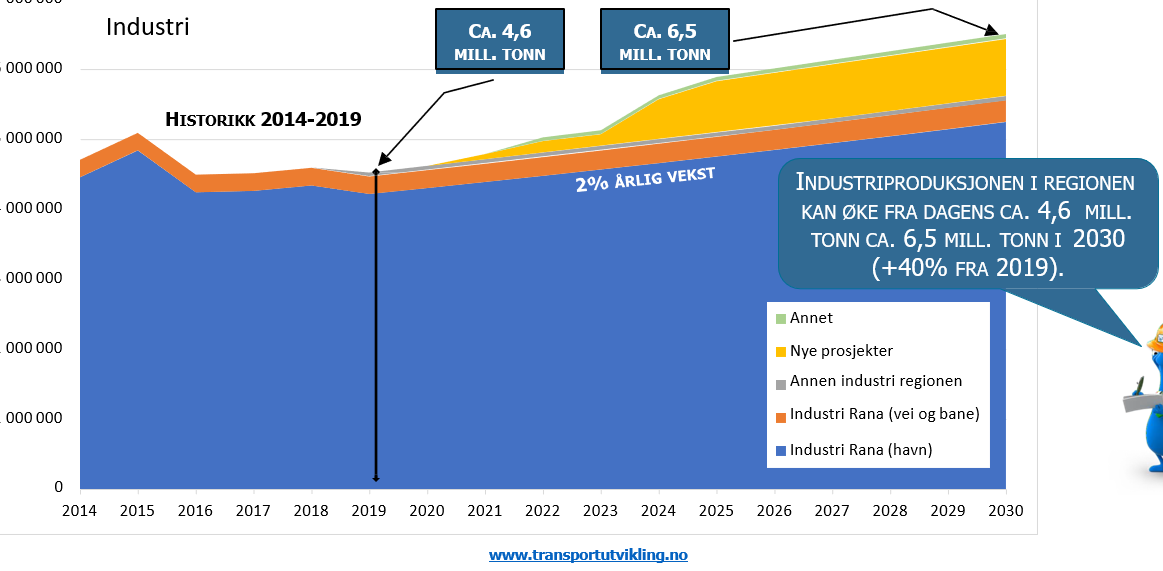 Industri
CA. 4,6
MILL. TONN
CA. 6,5
MILL. TONN
HISTORIKK 2014-2019
2% ÅRLIG VEKST
INDUSTRIPRODUKSJONEN I REGIONEN
KAN ØKE FRA DAGENS CA. 4,6 MILL.
TONN CA. 6,5 MILL. TONN I 2030
(+40% FRA 2019).
000 000
000 000
000 000
000 000
000 000
000 000
000 000
0
Annet
Nye prosjekter
Annen industri regionen
Industri Rana (vei og bane)
Industri Rana (havn)
2014 2015 2016 2017 2018 2019 2020 2021 2022 2023 2024 2025 2026 2027 2028 2029 2030
www.transportutvikling.no